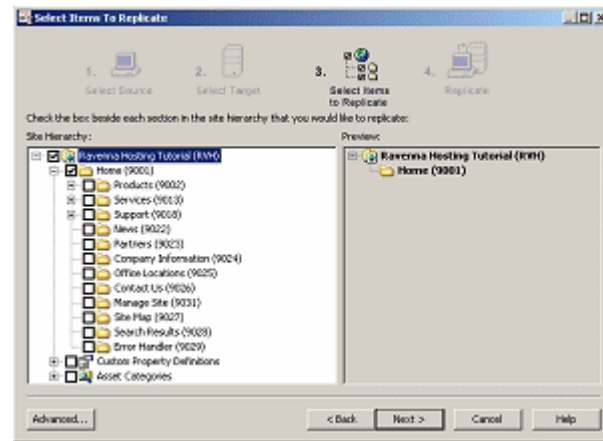 Select Items To Replicate
1.
Select Source
2.
Select Target
3.
Select Items
to Replicate
4.
Replicate
Check the box beside each section in the site hierarchy that you would like to replicate:
Site Hierarchy:
Ravenna Hosting Tutorial (RVH)
Home (9001)
Products (9002)
Services (9013)
Support (9018)
News (9022)
Partners (9023)
Company Information (9024)
Office Locations (9025)
Contact Us (9026)
Manage Site (9031)
Site Map (9027)
Search Results (9028)
Error Handler (9029)
Custom Property Definitions
Asset Categories
Preview:
Ravenna Hosting Tutorial (RVH)
Home (9001)
Advanced...
< Back
Next >
Cancel
Help